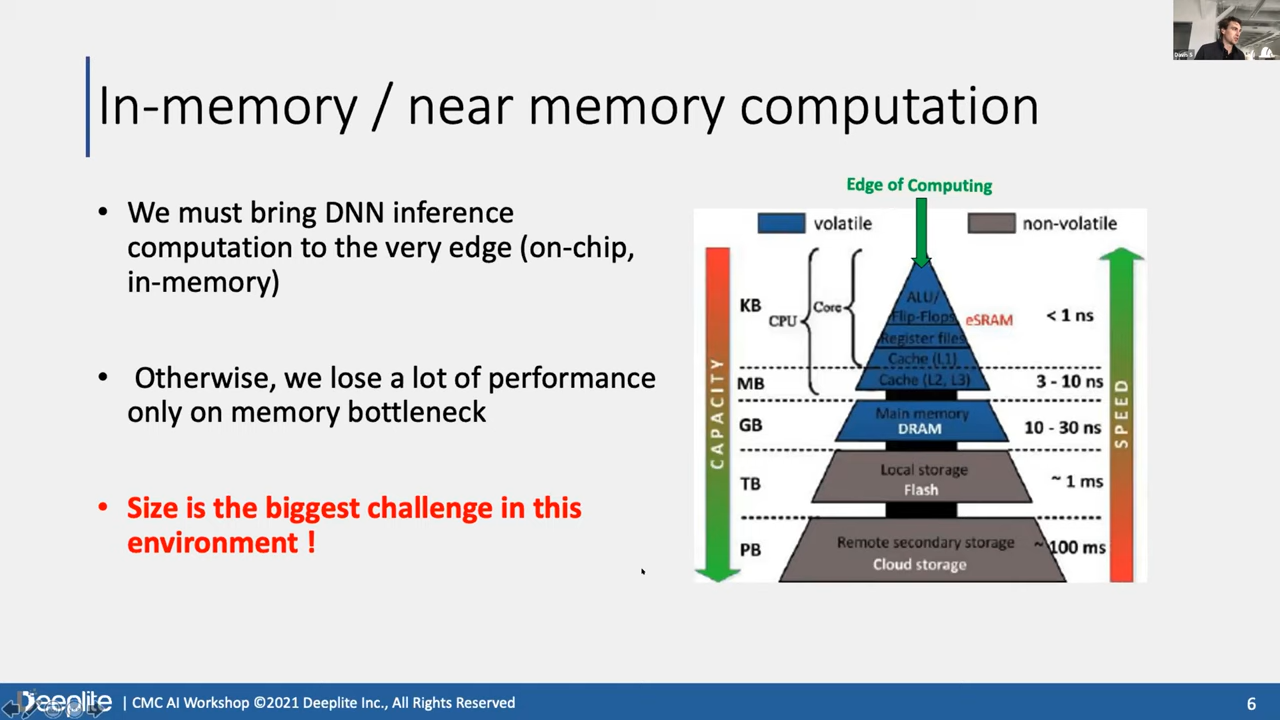 In-memory / near memory computation
• We must bring DNN inference
computation to the very edge (on-chip,
in-memory)
• Otherwise, we lose a lot of performance
only on memory bottleneck
• Size is the biggest challenge in this
environment !
Edge of Computing
volatile
non-volatile
CAPACITY
KB
CPU
Core
ALU/
Flip-Flops
eSRAM
< 1 ns
Register files
Cache (L1)
MB
Cache (L2, L3)
3 - 10 ns
GB
Main memory
DRAM
10 - 30 ns
SPEED
TB
Local storage
Flash
~ 1 ms
PB
Remote secondary storage
Cloud storage
~ 100 ms
Deeplite | CMC AI Workshop ©2021 Deeplite Inc., All Rights Reserved
6